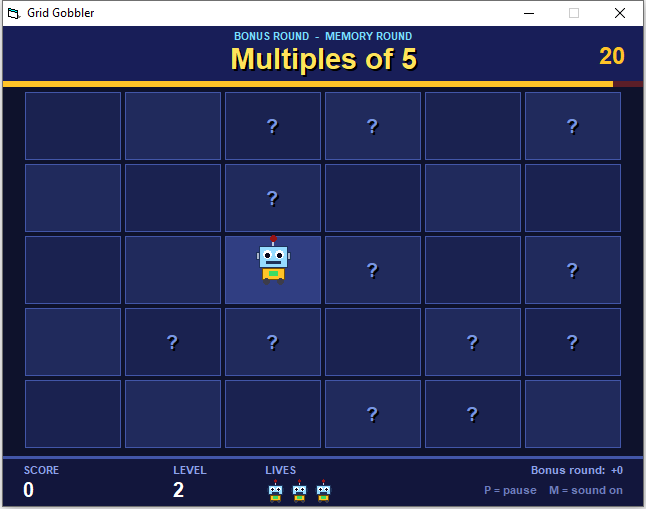 Grid Gobbler
BONUS ROUND - MEMORY ROUND
Multiples of 5
20
? ? ?
?
? ?
? ? ? ?
? ?
SCORE
0
LEVEL
2
LIVES
Bonus round: +0
P = pause M = sound on